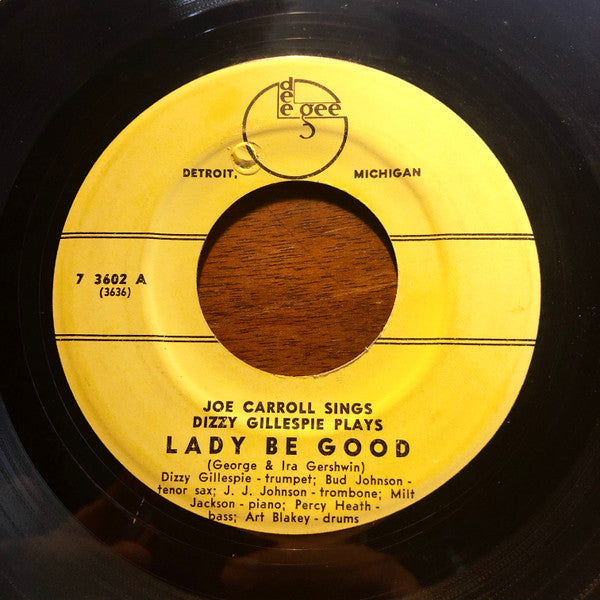 dee gee
DETROIT, MICHIGAN
7 3602 A
(3636)
JOE CARROLL SINGS
DIZZY GILLESPIE PLAYS
LADY BE GOOD
(George & Ira Gershwin)
Dizzy Gillespie - trumpet; Bud Johnson -
tenor sax; J. J. Johnson - trombone; Milt
Jackson - piano; Percy Heath -
bass; Art Blakey - drums